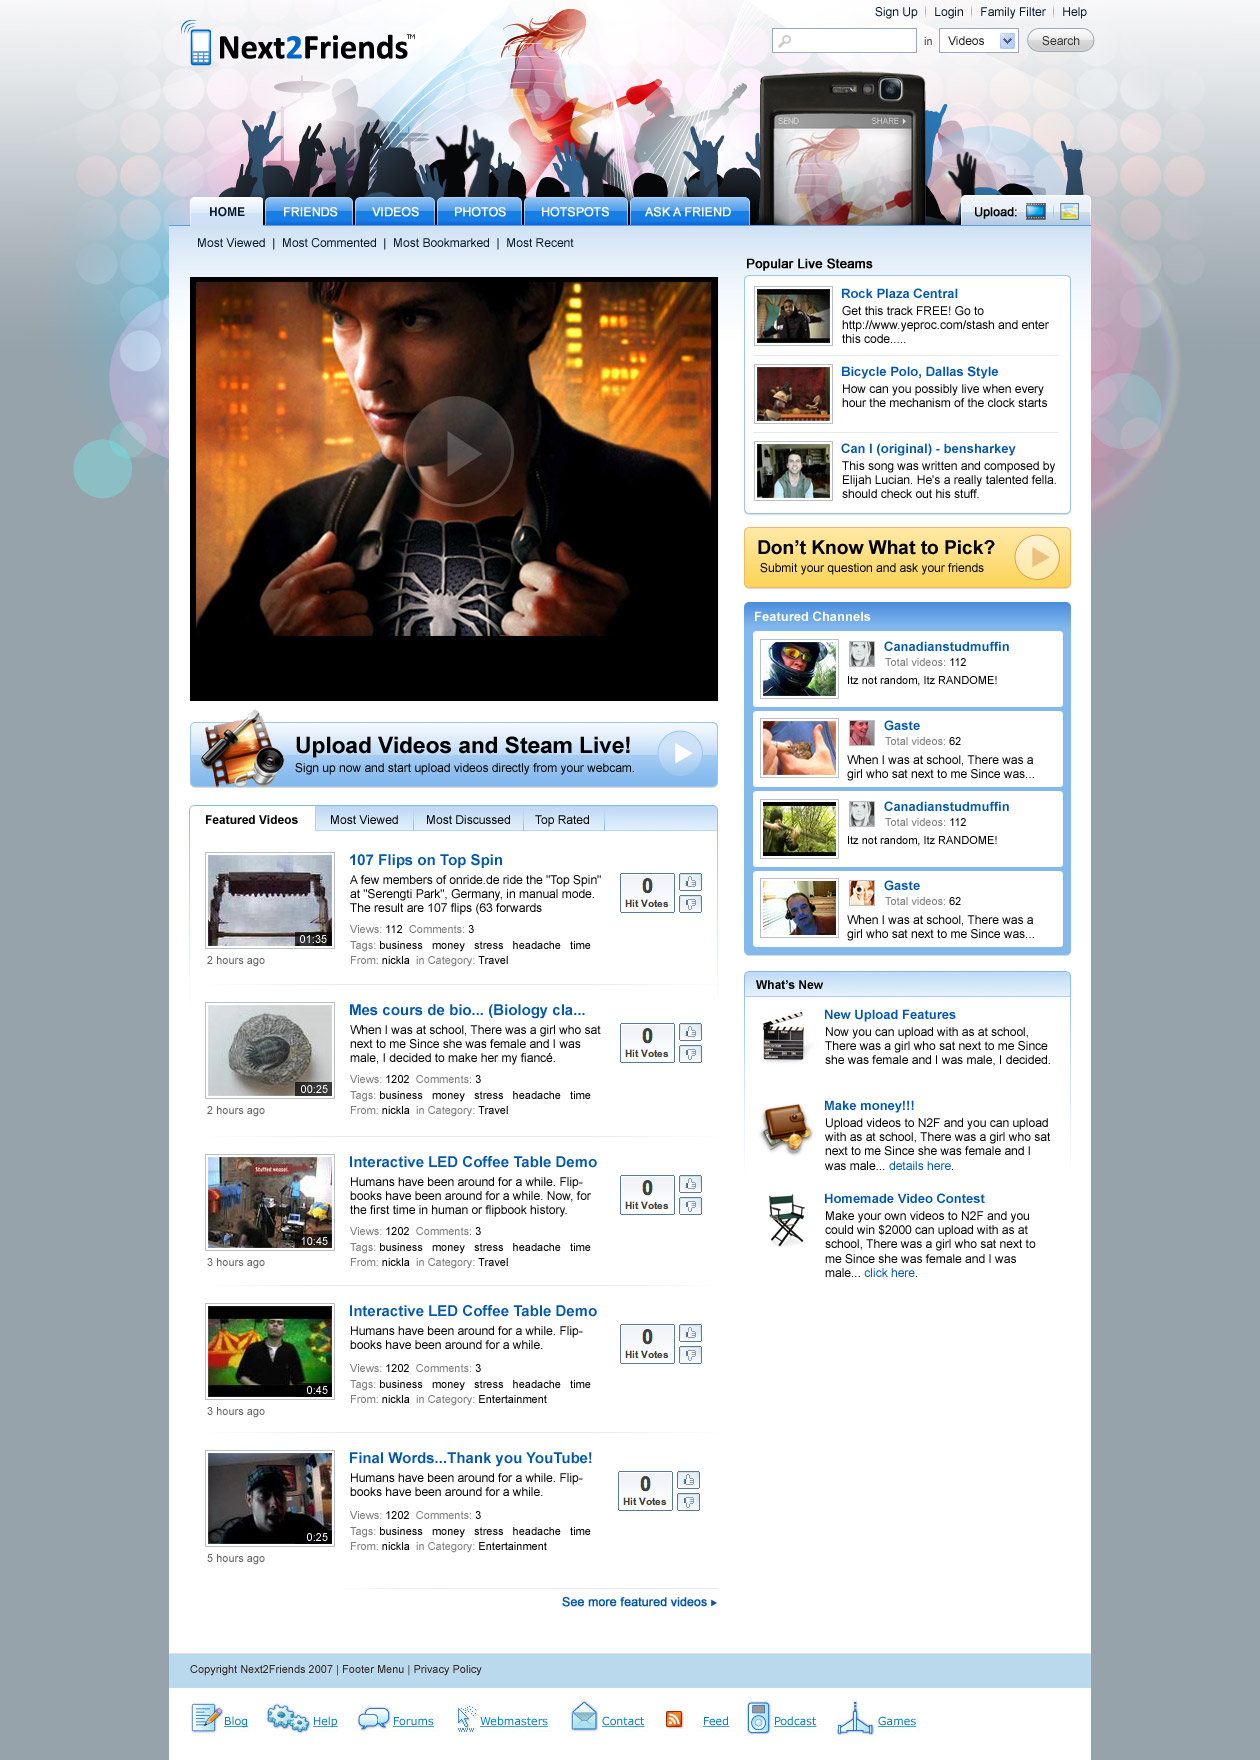 Sign Up | Login | Family Filter | Help
Next2Friends™
in Videos Search
SEND SHARE
HOME FRIENDS VIDEOS PHOTOS HOTSPOTS ASK A FRIEND
Upload:
Most Viewed | Most Commented | Most Bookmarked | Most Recent
Popular Live Steams
Rock Plaza Central
Get this track FREE! Go to
http://www.yeproc.com/stash and enter
this code.....
Bicycle Polo, Dallas Style
How can you possibly live when every
hour the mechanism of the clock starts
Can I (original) - bensharkey
This song was written and composed by
Elijah Lucian. He's a really talented fella.
should check out his stuff.
Don't Know What to Pick?
Submit your question and ask your friends
Featured Channels
Canadianstudmuffin
Total videos: 112
Itz not random, Itz RANDOME!
Gaste
Total videos: 62
When I was at school, There was a
girl who sat next to me Since was...
Canadianstudmuffin
Total videos: 112
Itz not random, Itz RANDOME!
Gaste
Total videos: 62
When I was at school, There was a
girl who sat next to me Since was...
What's New
New Upload Features
Now you can upload with as at school,
There was a girl who sat next to me Since
she was female and I was male, I decided.
Make money!!!
Upload videos to N2F and you can upload
with as at school, There was a girl who sat
next to me Since she was female and I
was male... details here.
Homemade Video Contest
Make your own videos to N2F and you
could win $2000 can upload with as at
school, There was a girl who sat next to
me Since she was female and I was
male... click here.
Upload Videos and Steam Live!
Sign up now and start upload videos directly from your webcam.
Featured Videos Most Viewed Most Discussed Top Rated
107 Flips on Top Spin
A few members of onride.de ride the "Top Spin"
at "Serengti Park", Germany, in manual mode.
The result are 107 flips (63 forwards
0
Hit Votes
Views: 112 Comments: 3
01:35
Tags: business money stress headache time
2 hours ago
From: nickla in Category: Travel
Mes cours de bio... (Biology cla...
When I was at school, There was a girl who sat
next to me Since she was female and I was
male, I decided to make her my fiancé.
0
Hit Votes
Views: 1202 Comments: 3
00:25
Tags: business money stress headache time
2 hours ago
From: nickla in Category: Travel
Interactive LED Coffee Table Demo
Stuffed weasel.
Humans have been around for a while. Flip-
books have been around for a while. Now, for
the first time in human or flipbook history.
0
Hit Votes
Views: 1202 Comments: 3
10:45
Tags: business money stress headache time
3 hours ago
From: nickla in Category: Travel
Interactive LED Coffee Table Demo
Humans have been around for a while. Flip-
books have been around for a while.
0
Hit Votes
Views: 1202 Comments: 3
0:45
Tags: business money stress headache time
From: nickla in Category: Entertainment
3 hours ago
Final Words...Thank you YouTube!
Humans have been around for a while. Flip-
books have been around for a while.
0
Hit Votes
Views: 1202 Comments: 3
0:25
Tags: business money stress headache time
From: nickla in Category: Entertainment
5 hours ago
See more featured videos
Copyright Next2Friends 2007 | Footer Menu | Privacy Policy
Blog Help Forums Webmasters Contact Feed Podcast Games